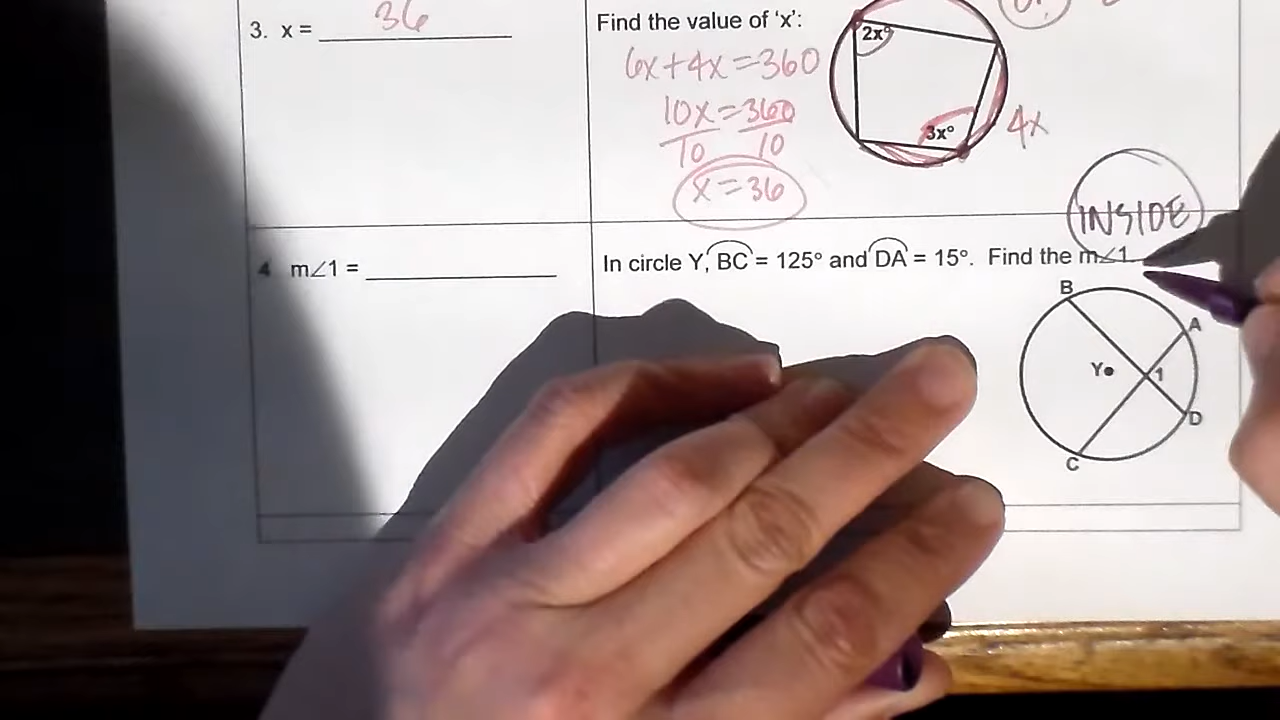 3. x = 36
Find the value of ‘x’:
6x+4x=360
10x=360
10 10
x=36
2x°
3x°
4x
INSIDE
4 m∠1 =
In circle Y, BC = 125° and DA = 15°. Find the m∠1
B
A
Y
1
D
C